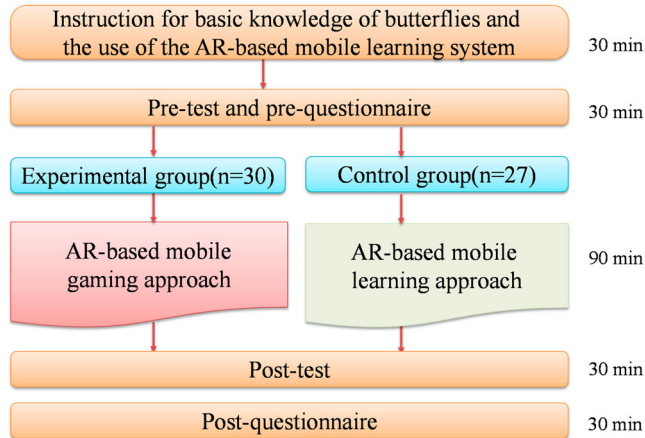 Instruction for basic knowledge of butterflies and
the use of the AR-based mobile learning system
30 min
Pre-test and pre-questionnaire
30 min
Experimental group(n=30)
Control group(n=27)
AR-based mobile
gaming approach
AR-based mobile
learning approach
90 min
Post-test
30 min
Post-questionnaire
30 min